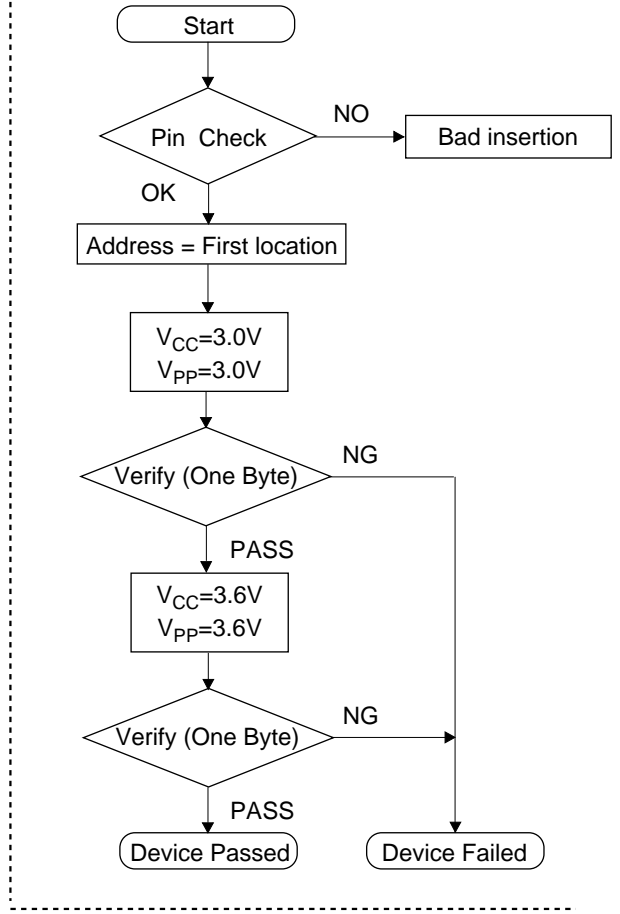 Start
Pin Check
NO
Bad insertion
OK
Address = First location
VCC=3.0V
VPP=3.0V
Verify (One Byte)
NG
PASS
VCC=3.6V
VPP=3.6V
Verify (One Byte)
NG
PASS
Device Passed
Device Failed